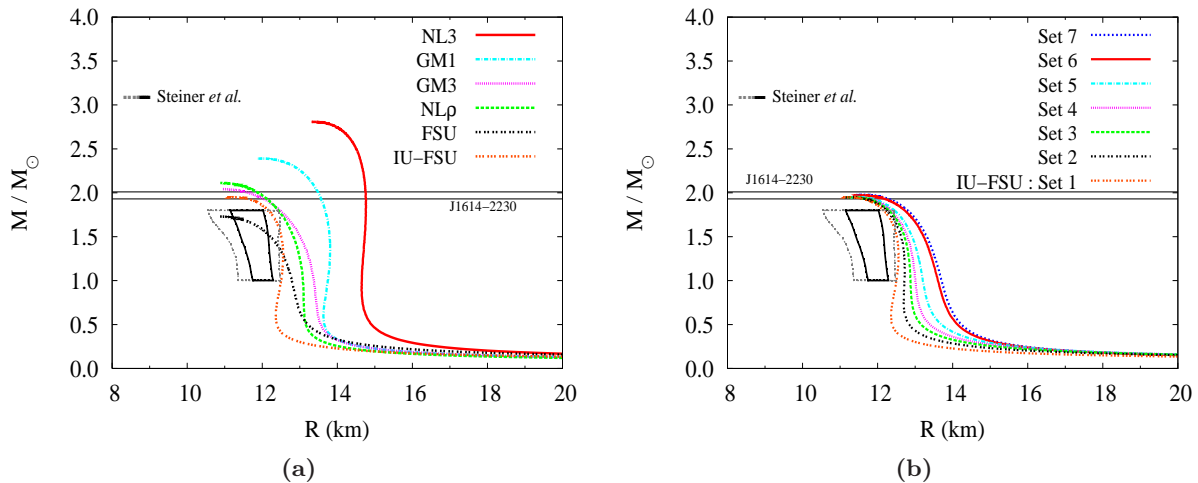 4.0
3.5
3.0
2.5
2.0
1.5
1.0
0.5
0.0
M / M⊙
NL3
GM1
GM3
NLρ
FSU
IU−FSU
Steiner et al.
J1614−2230
8 10 12 14 16 18 20
R (km)
(a)
4.0
3.5
3.0
2.5
2.0
1.5
1.0
0.5
0.0
M / M⊙
Set 7
Set 6
Set 5
Set 4
Set 3
Set 2
IU−FSU : Set 1
Steiner et al.
J1614−2230
8 10 12 14 16 18 20
R (km)
(b)